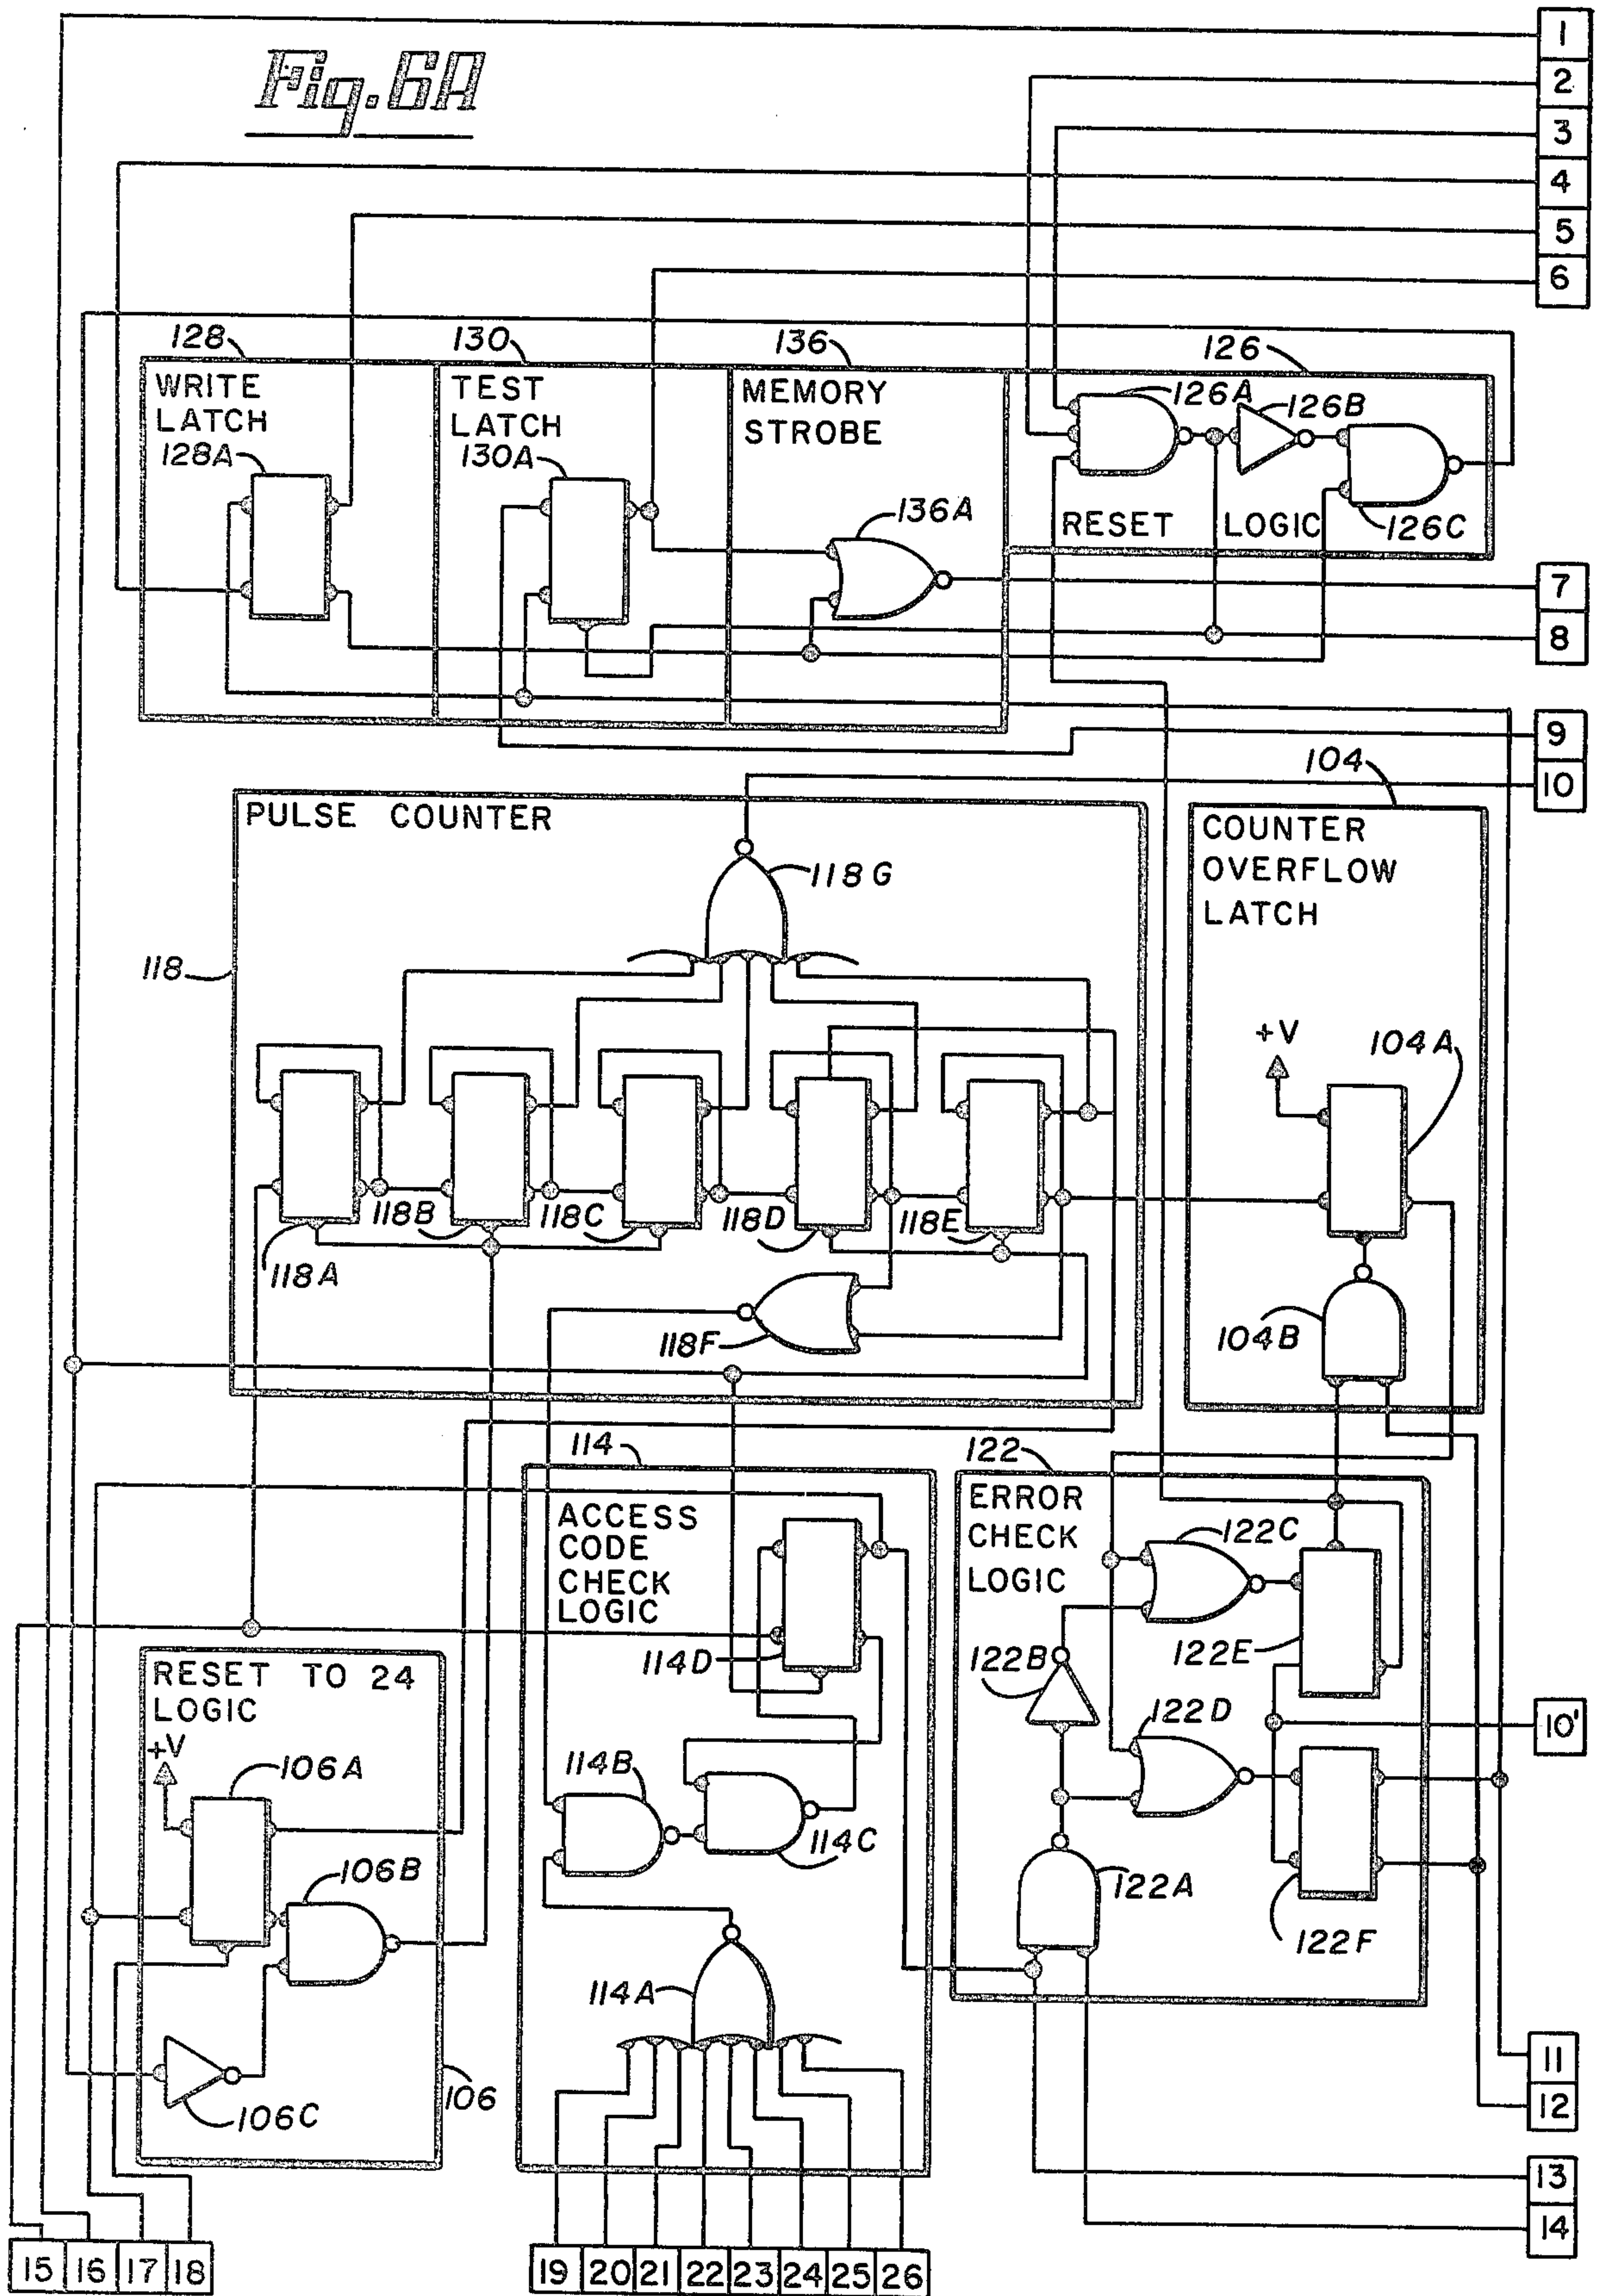 Fig. 6A
1
2
3
4
5
6
128
130
136
126
WRITE
LATCH
128A
TEST
LATCH
130A
MEMORY
STROBE
136A
126A
126B
126C
RESET LOGIC
7
8
9
10
104
PULSE COUNTER
118G
118
118A
118B
118C
118D
118E
118F
COUNTER
OVERFLOW
LATCH
+V
104A
104B
114
ACCESS
CODE
CHECK
LOGIC
114D
114B
114C
114A
122
ERROR
CHECK
LOGIC
122C
122B
122E
122D
122A
122F
10'
RESET TO 24
LOGIC
+V
106A
106B
106C
106
11
12
13
14
15 16 17 18
19 20 21 22 23 24 25 26